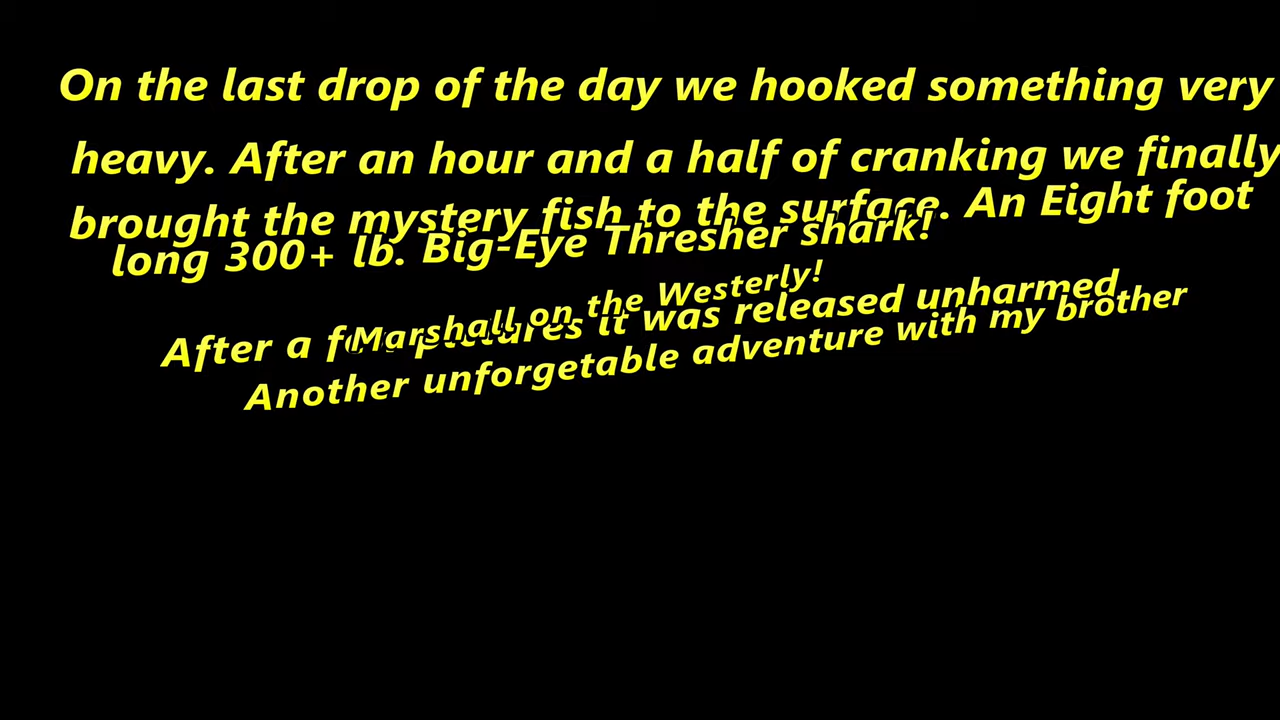 On the last drop of the day we hooked something very
heavy. After an hour and a half of cranking we finally
brought the mystery fish to the surface. An Eight foot
long 300+ lb. Big-Eye Thresher shark!
After a few pictures it was released unharmed
Another unforgetable adventure with my brother
Marshall on the Westerly!